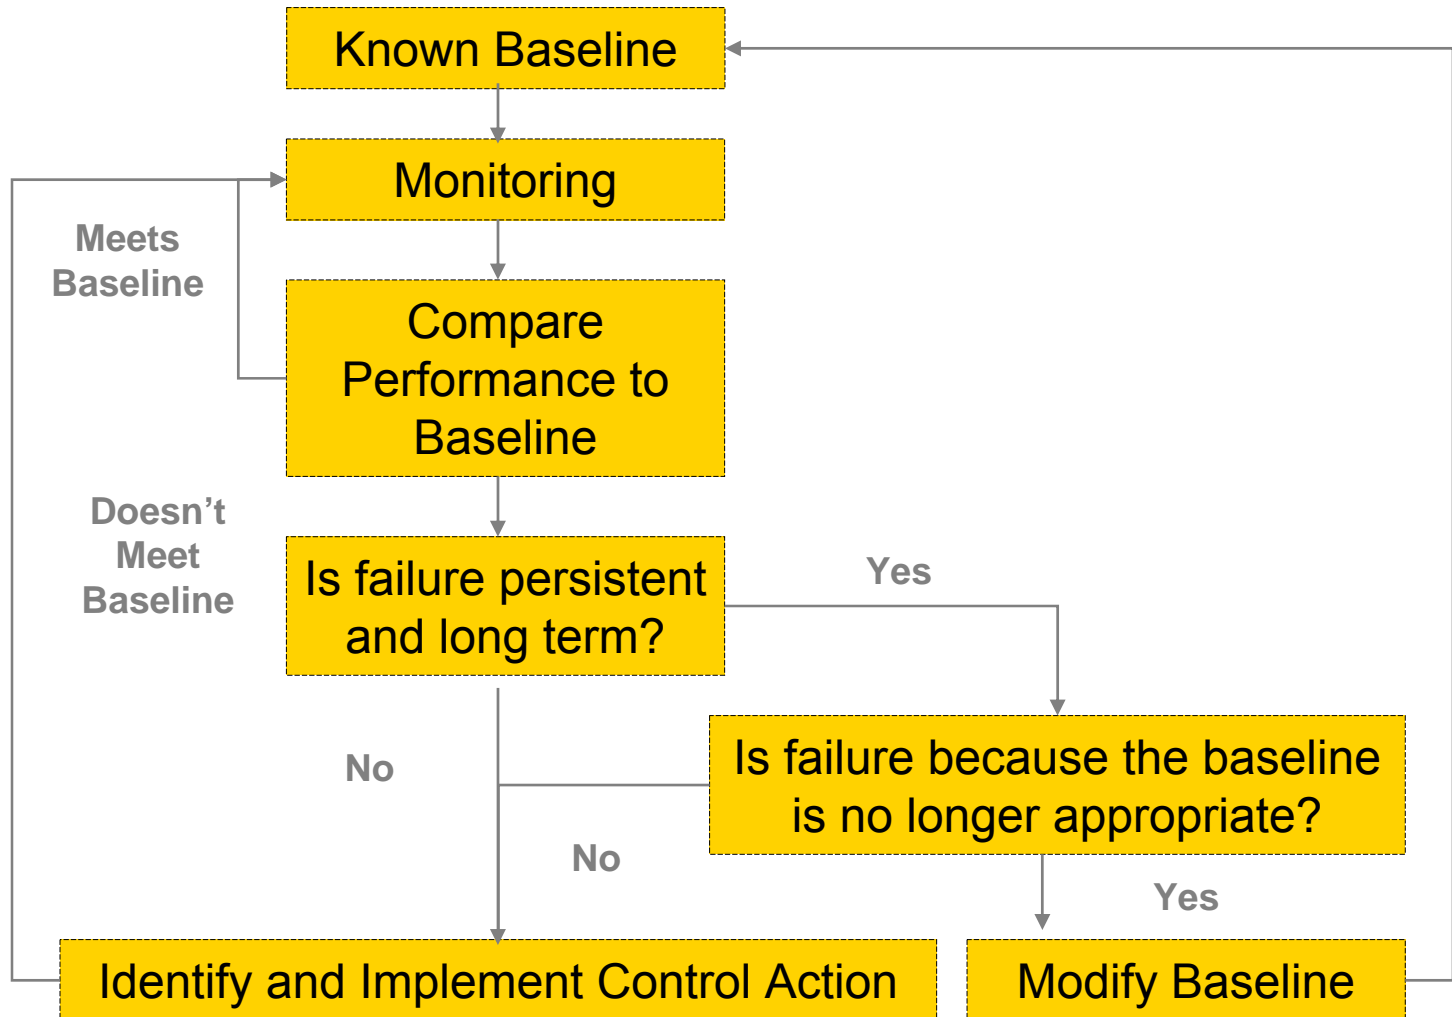 Known Baseline
Monitoring
Meets
Baseline
Compare
Performance to
Baseline
Doesn’t
Meet
Baseline
Is failure persistent
and long term?
Yes
No
Is failure because the baseline
is no longer appropriate?
No
Yes
Identify and Implement Control Action
Modify Baseline